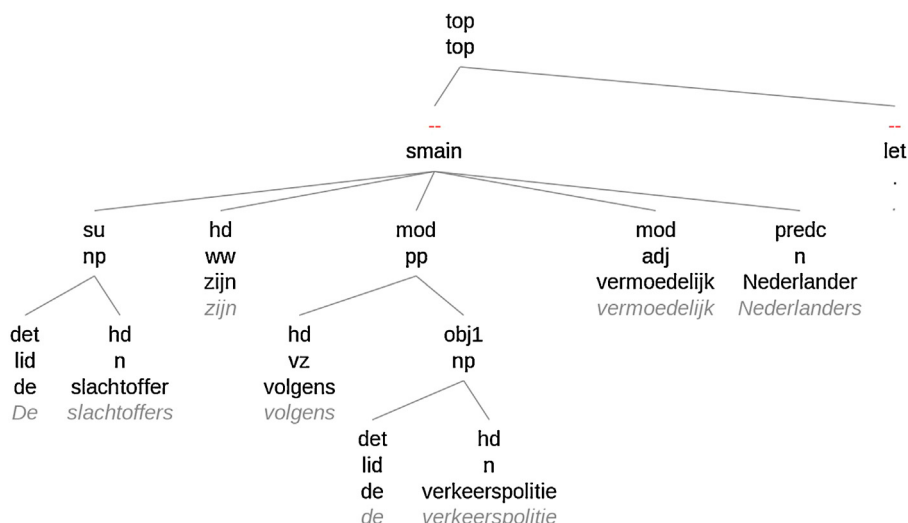 top
top
-- --
smain let
.
.
su hd mod mod predc
np ww pp adj n
zijn vermoedelijk Nederlander
zijn vermoedelijk Nederlanders
det hd hd obj1
lid n vz np
de slachtoffer volgens
De slachtoffers volgens
det hd
lid n
de verkeerspolitie
de verkeerspolitie